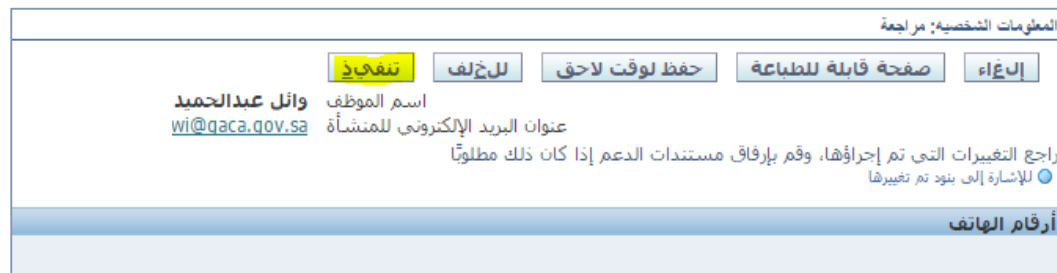 المعلومات الشخصيه: مراجعة
إلغاء صفحة قابلة للطباعة حفظ لوقت لاحق للخلف تنفيذ
اسم الموظف وائل عبدالحميد
عنوان البريد الإلكتروني للمنشأة wi@gaca.gov.sa
راجع التغييرات التي تم إجراؤها، وقم بإرفاق مستندات الدعم إذا كان ذلك مطلوبًا
للإشارة إلى بنود تم تغييرها
أرقام الهاتف